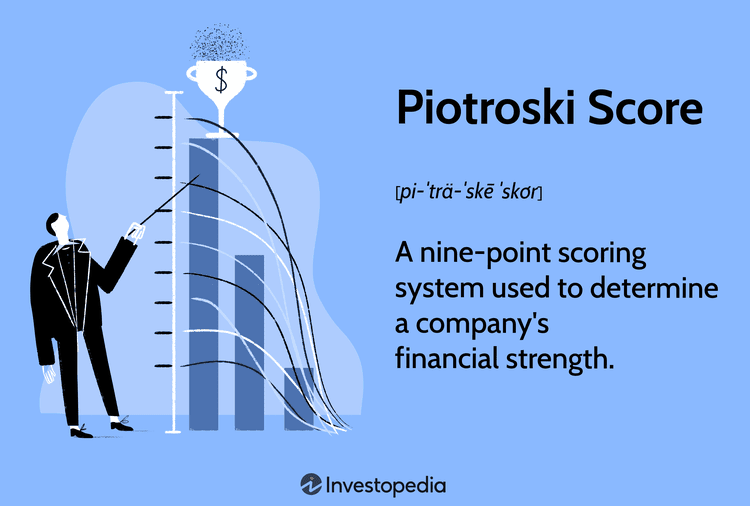 $
Piotroski Score
[pi-ˈträ-ˈskē ˈskȯr]
A nine-point scoring
system used to determine
a company's
financial strength.
Investopedia